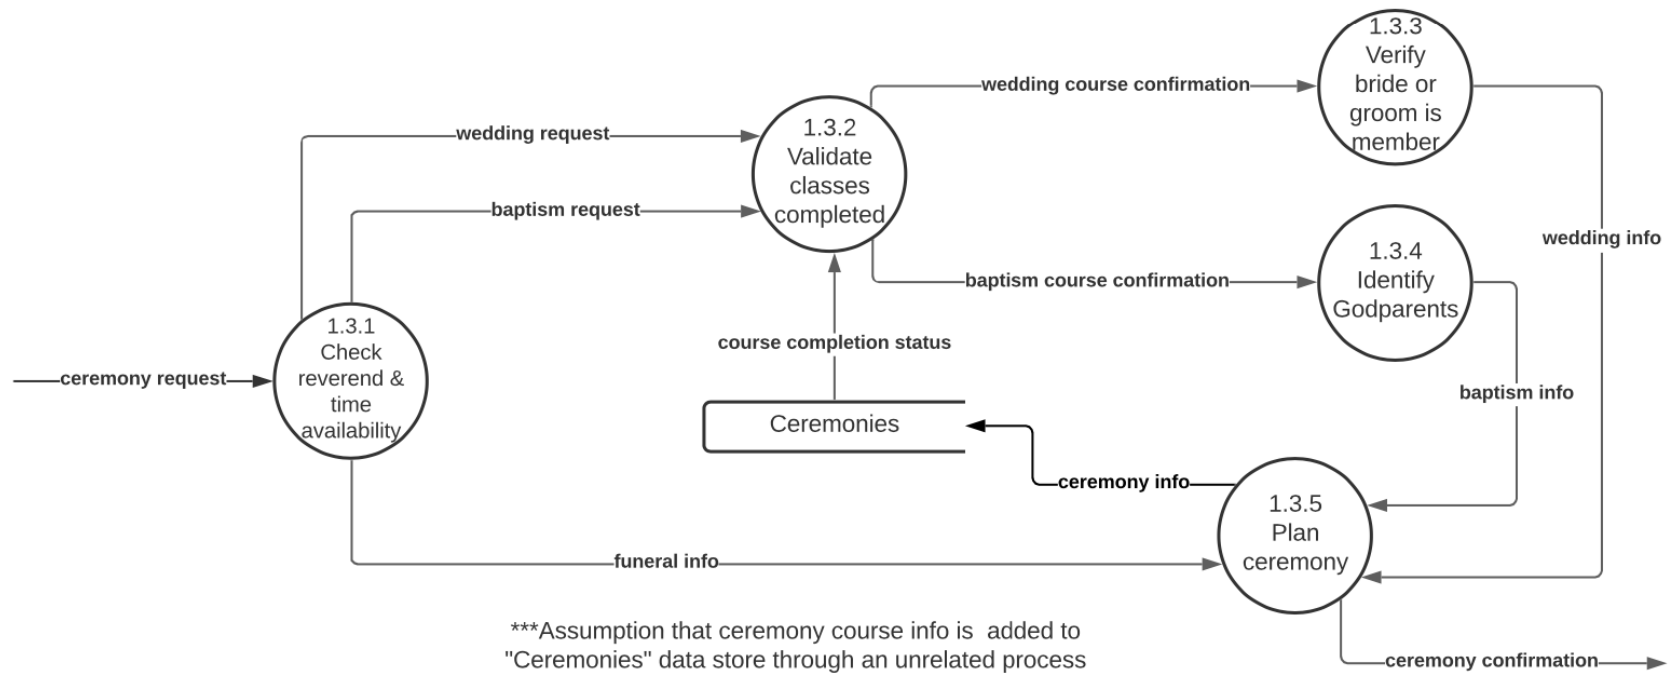 1.3.3
Verify
bride or
groom is
member
wedding course confirmation
1.3.2
Validate
classes
completed
wedding request
baptism request
wedding info
1.3.4
Identify
Godparents
baptism course confirmation
1.3.1
Check
reverend &
time
availability
ceremony request
course completion status
baptism info
Ceremonies
ceremony info
1.3.5
Plan
ceremony
funeral info
***Assumption that ceremony course info is  added to
"Ceremonies" data store through an unrelated process
ceremony confirmation